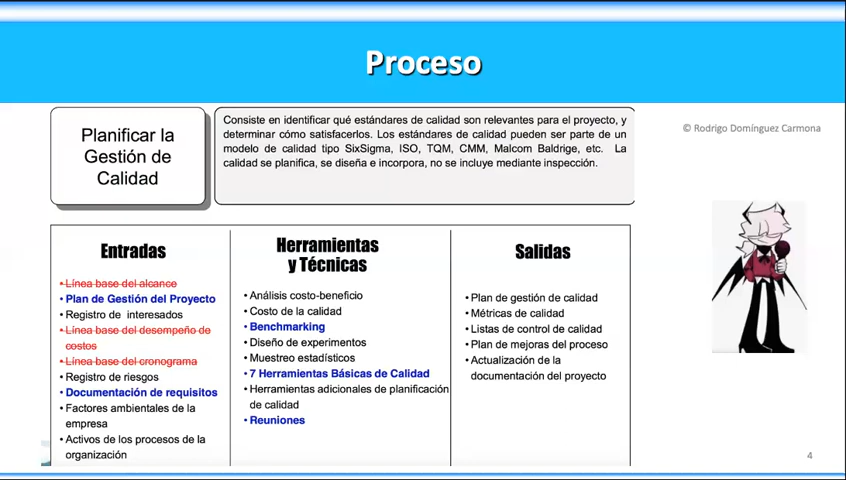 Proceso
Planificar la
Gestión de
Calidad
Consiste en identificar qué estándares de calidad son relevantes para el proyecto, y
determinar cómo satisfacerlos. Los estándares de calidad pueden ser parte de un
modelo de calidad tipo SixSigma, ISO, TQM, CMM, Malcom Baldrige, etc. La
calidad se planifica, se diseña e incorpora, no se incluye mediante inspección.
© Rodrigo Domínguez Carmona
Entradas
• Línea base del alcance
• Plan de Gestión del Proyecto
• Registro de interesados
• Línea base del desempeño de
costos
• Línea base del cronograma
• Registro de riesgos
• Documentación de requisitos
• Factores ambientales de la
empresa
• Activos de los procesos de la
organización
Herramientas
y Técnicas
• Análisis costo-beneficio
• Costo de la calidad
• Benchmarking
• Diseño de experimentos
• Muestreo estadísticos
• 7 Herramientas Básicas de Calidad
• Herramientas adicionales de planificación
de calidad
• Reuniones
Salidas
• Plan de gestión de calidad
• Métricas de calidad
• Listas de control de calidad
• Plan de mejoras del proceso
• Actualización de la
documentación del proyecto
4